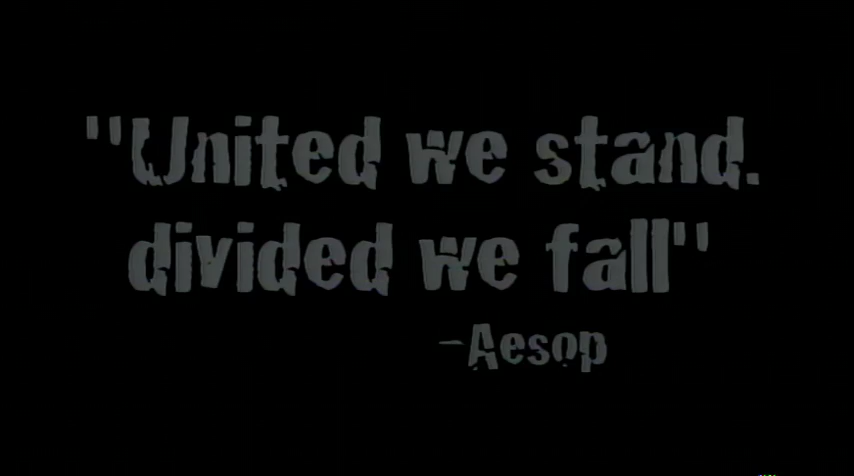 "United we stand.
divided we fall"
-Aesop